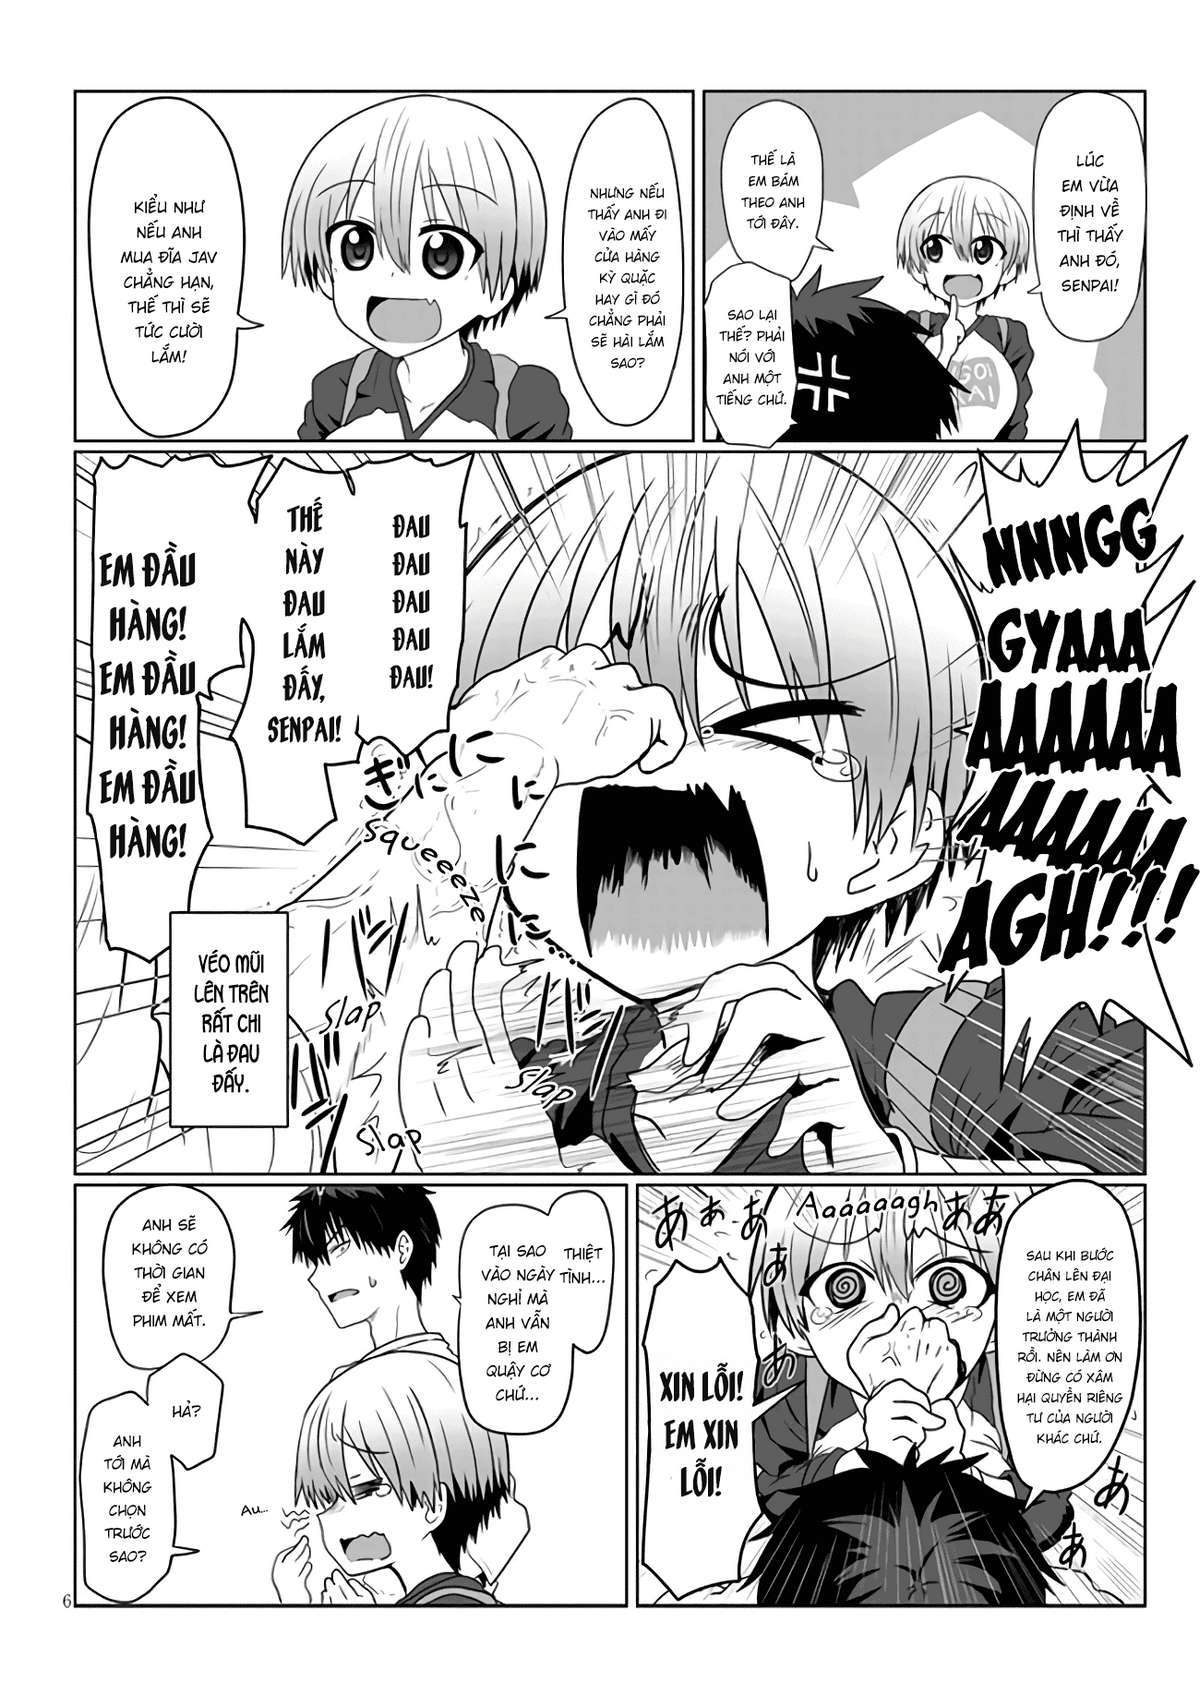 LÚC
EM VỪA
ĐỊNH VỀ
THÌ THẤY
ANH ĐÓ,
SENPAI!
THẾ LÀ
EM BÁM
THEO ANH
TỚI ĐÂY.
SAO LẠI
THẾ? PHẢI
NÓI VỚI
ANH MỘT
TIẾNG CHỨ.
NHƯNG NẾU
THẤY ANH ĐI
VÀO MẤY
CỬA HÀNG
KỲ QUẶC
HAY GÌ ĐÓ
CHẲNG PHẢI
SẼ HÀI LẮM
SAO?
KIỂU NHƯ
NẾU ANH
MUA ĐĨA JAV
CHẲNG HẠN,
THẾ THÌ SẼ
TỨC CƯỜI
LẮM!
NNNGG
GYAAA
AAAAAA
AAAAAA
AGH!!!
ĐAU
ĐAU
ĐAU
ĐAU
ĐAU!
THẾ
NÀY
ĐAU
LẮM
ĐẤY,
SENPAI!
EM ĐẦU
HÀNG!
EM ĐẦU
HÀNG!
EM ĐẦU
HÀNG!
ぎにににに
Squeeeeze
Slap
Slap
Slap
VÉO MŨI
LÊN TRÊN
RẤT CHI
LÀ ĐAU
ĐẤY.
Aaaaaagh
あぁぁぁ
あぁぁ
ああ
SAU KHI BƯỚC
CHÂN LÊN ĐẠI
HỌC, EM ĐÃ
LÀ MỘT NGƯỜI
TRƯỞNG THÀNH
RỒI. NÊN LÀM ƠN
ĐỪNG CÓ XÂM
HẠI QUYỀN RIÊNG
TƯ CỦA NGƯỜI
KHÁC CHỨ.
XIN LỖI!
EM XIN
LỖI!
THIỆT
TÌNH...
TẠI SAO
VÀO NGÀY
NGHỈ MÀ
ANH VẪN
BỊ EM
QUẬY CƠ
CHỨ...
ANH SẼ
KHÔNG CÓ
THỜI GIAN
ĐỂ XEM
PHIM MẤT.
HẢ?
ANH
TỚI MÀ
KHÔNG
CHỌN
TRƯỚC
SAO?
AU...
6